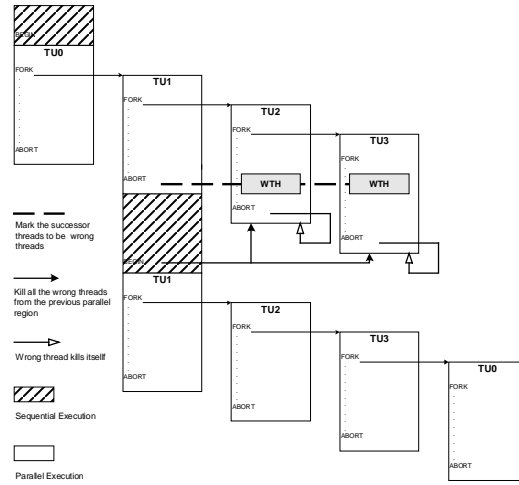 BEGIN
TU0
FORK
ABORT
TU1
FORK
ABORT
TU2
FORK
WTH
ABORT
TU3
FORK
WTH
ABORT
BEGIN
TU1
FORK
ABORT
TU2
FORK
ABORT
TU3
FORK
ABORT
TU0
FORK
ABORT
Mark the successor
threads to be wrong
threads
Kill all the wrong threads
from the previous parallel
region
Wrong thread kills itself
Sequential Execution
Parallel Execution